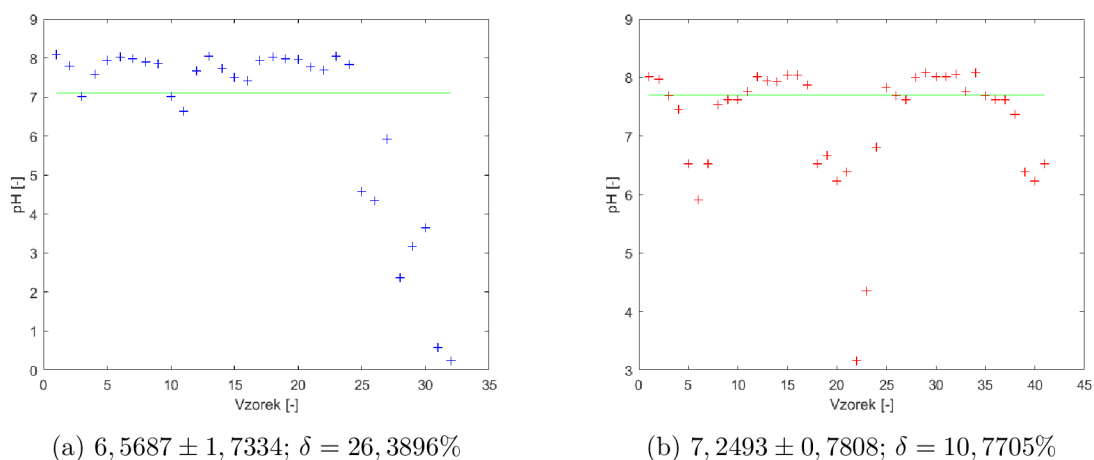 9
8
7
6
5
4
3
2
1
0
pH [-]
0 5 10 15 20 25 30 35
Vzorek [-]
(a) 6,5687 ± 1,7334; δ = 26,3896%
9
8
7
6
5
4
3
pH [-]
0 5 10 15 20 25 30 35 40 45
Vzorek [-]
(b) 7,2493 ± 0,7808; δ = 10,7705%